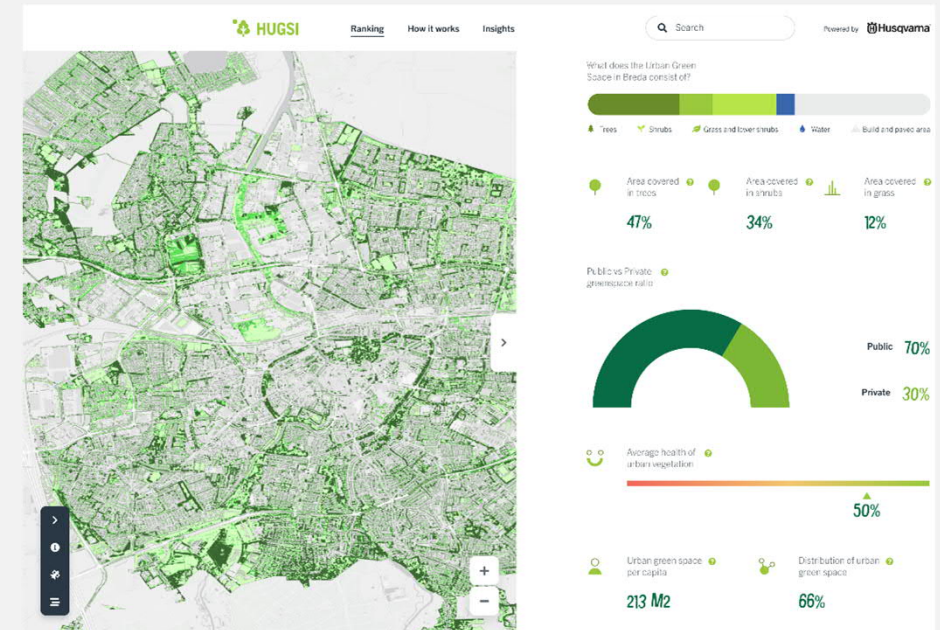 HUGSI
Ranking
How it works
Insights
Search
Powered by
Husqvarna
What does the Urban Green
Space in Breda consist of?
Trees
Shrubs
Grass and lower shrubs
Water
Build and paved area
Area covered
in trees
47%
Area covered
in shrubs
34%
Area covered
in grass
12%
Public vs Private
greenspace ratio
Public 70%
Private 30%
Average health of
urban vegetation
50%
Urban green space
per capita
213 M2
Distribution of urban
green space
66%